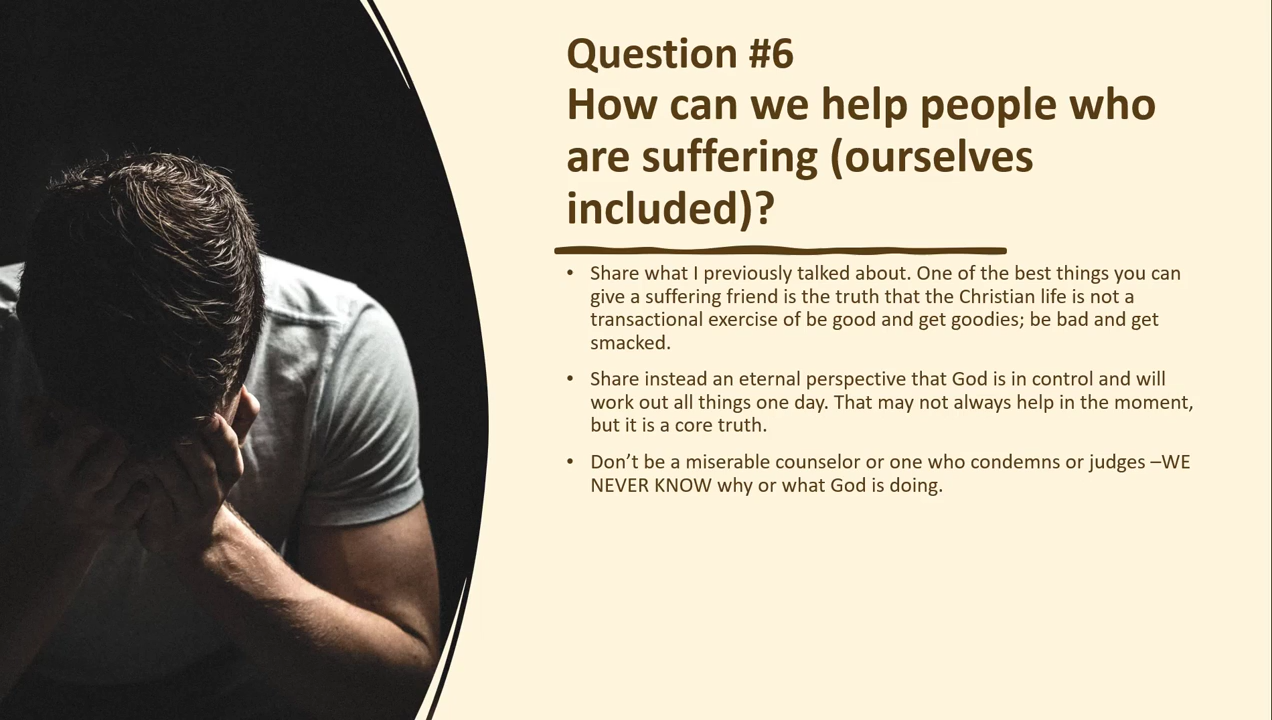 Question #6
How can we help people who
are suffering (ourselves
included)?
• Share what I previously talked about. One of the best things you can
give a suffering friend is the truth that the Christian life is not a
transactional exercise of be good and get goodies; be bad and get
smacked.
• Share instead an eternal perspective that God is in control and will
work out all things one day. That may not always help in the moment,
but it is a core truth.
• Don’t be a miserable counselor or one who condemns or judges –WE
NEVER KNOW why or what God is doing.